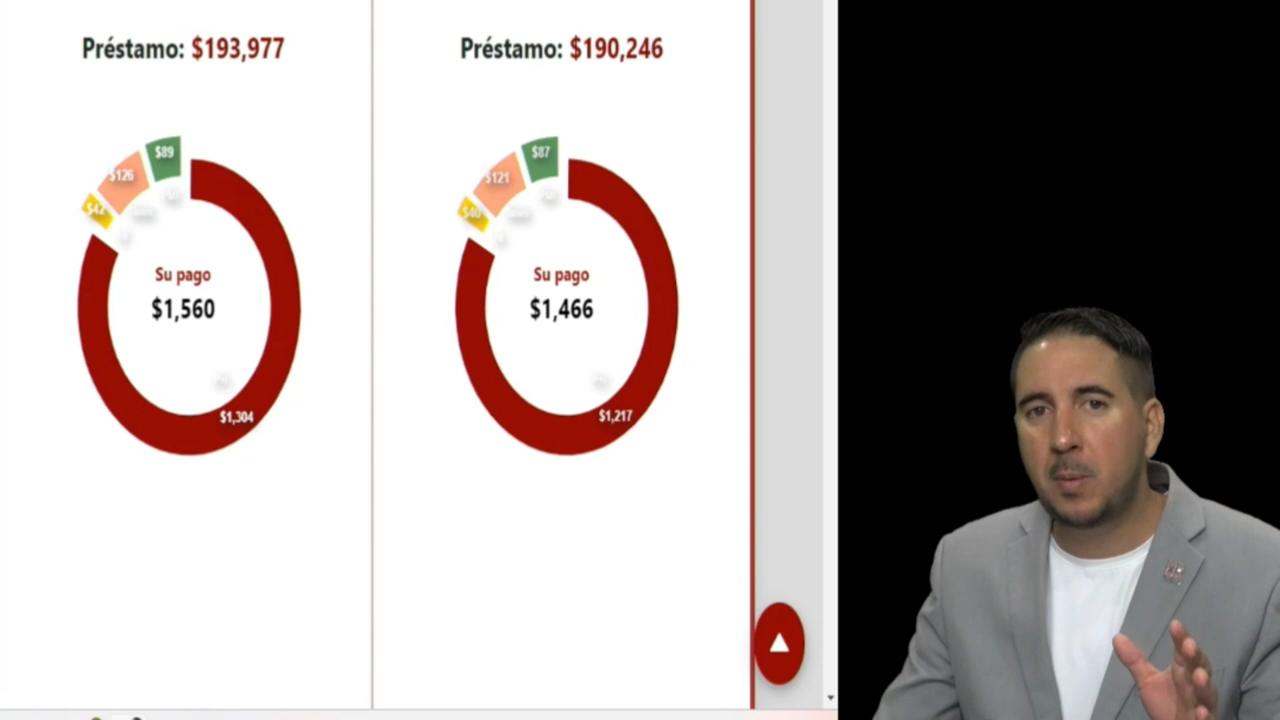 Préstamo: $193,977
$89
$126
$42
Su pago
$1,560
$1,304
Préstamo: $190,246
$87
$121
$40
Su pago
$1,466
$1,217